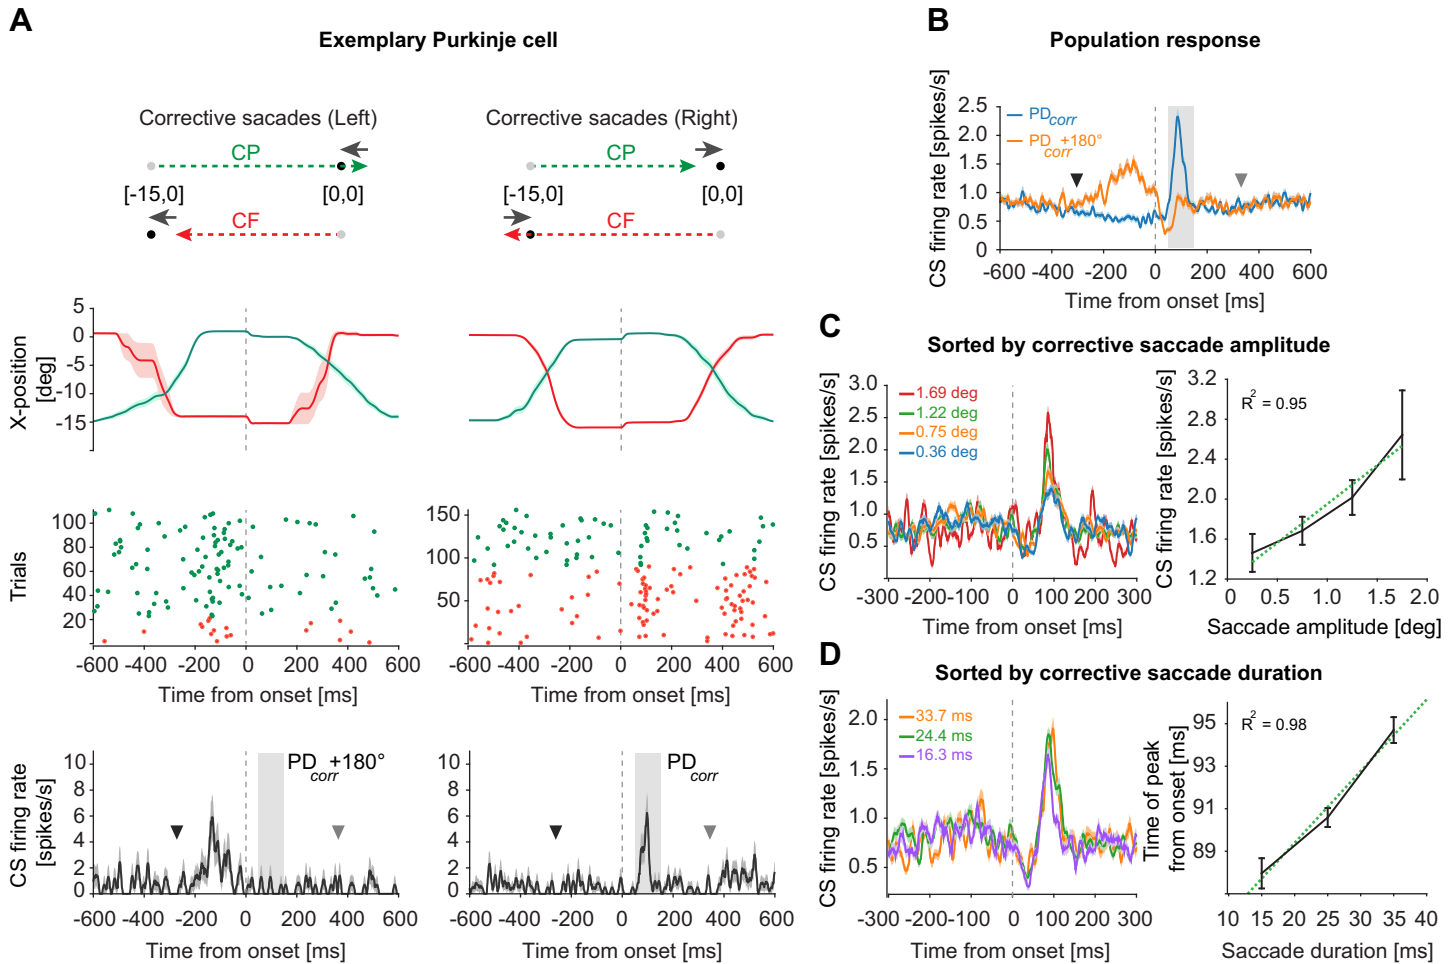 A
Exemplary Purkinje cell
Corrective sacades (Left)
CP
[-15,0]
[0,0]
CF
Corrective sacades (Right)
CP
[-15,0]
[0,0]
CF
X-position
[deg]
5
0
-5
-10
-15
Trials
100
80
60
40
20
-600 -400 -200 0 200 400 600
Time from onset [ms]
150
100
50
-600 -400 -200 0 200 400 600
Time from onset [ms]
CS firing rate
[spikes/s]
10
8
6
4
2
0
PDcorr+180°
-600 -400 -200 0 200 400 600
Time from onset [ms]
10
8
6
4
2
0
PDcorr
-600 -400 -200 0 200 400 600
Time from onset [ms]
B
Population response
CS firing rate [spikes/s]
2.5
2.0
1.5
1.0
0.5
0
PDcorr
PDcorr+180°
-600 -400 -200 0 200 400 600
Time from onset [ms]
C
Sorted by corrective saccade amplitude
CS firing rate [spikes/s]
3.0
2.5
2.0
1.5
1.0
0.5
1.69 deg
1.22 deg
0.75 deg
0.36 deg
-300 -200 -100 0 100 200 300
Time from onset [ms]
CS firing rate [spikes/s]
3.2
2.8
2.4
2.0
1.6
1.2
R2 = 0.95
0 0.5 1.0 1.5 2.0
Saccade amplitude [deg]
D
Sorted by corrective saccade duration
CS firing rate [spikes/s]
2.0
1.5
1.0
0.5
33.7 ms
24.4 ms
16.3 ms
-300 -200 -100 0 100 200 300
Time from onset [ms]
Time of peak
from onset [ms]
95
93
91
89
R2 = 0.98
10 15 20 25 30 35 40
Saccade duration [ms]